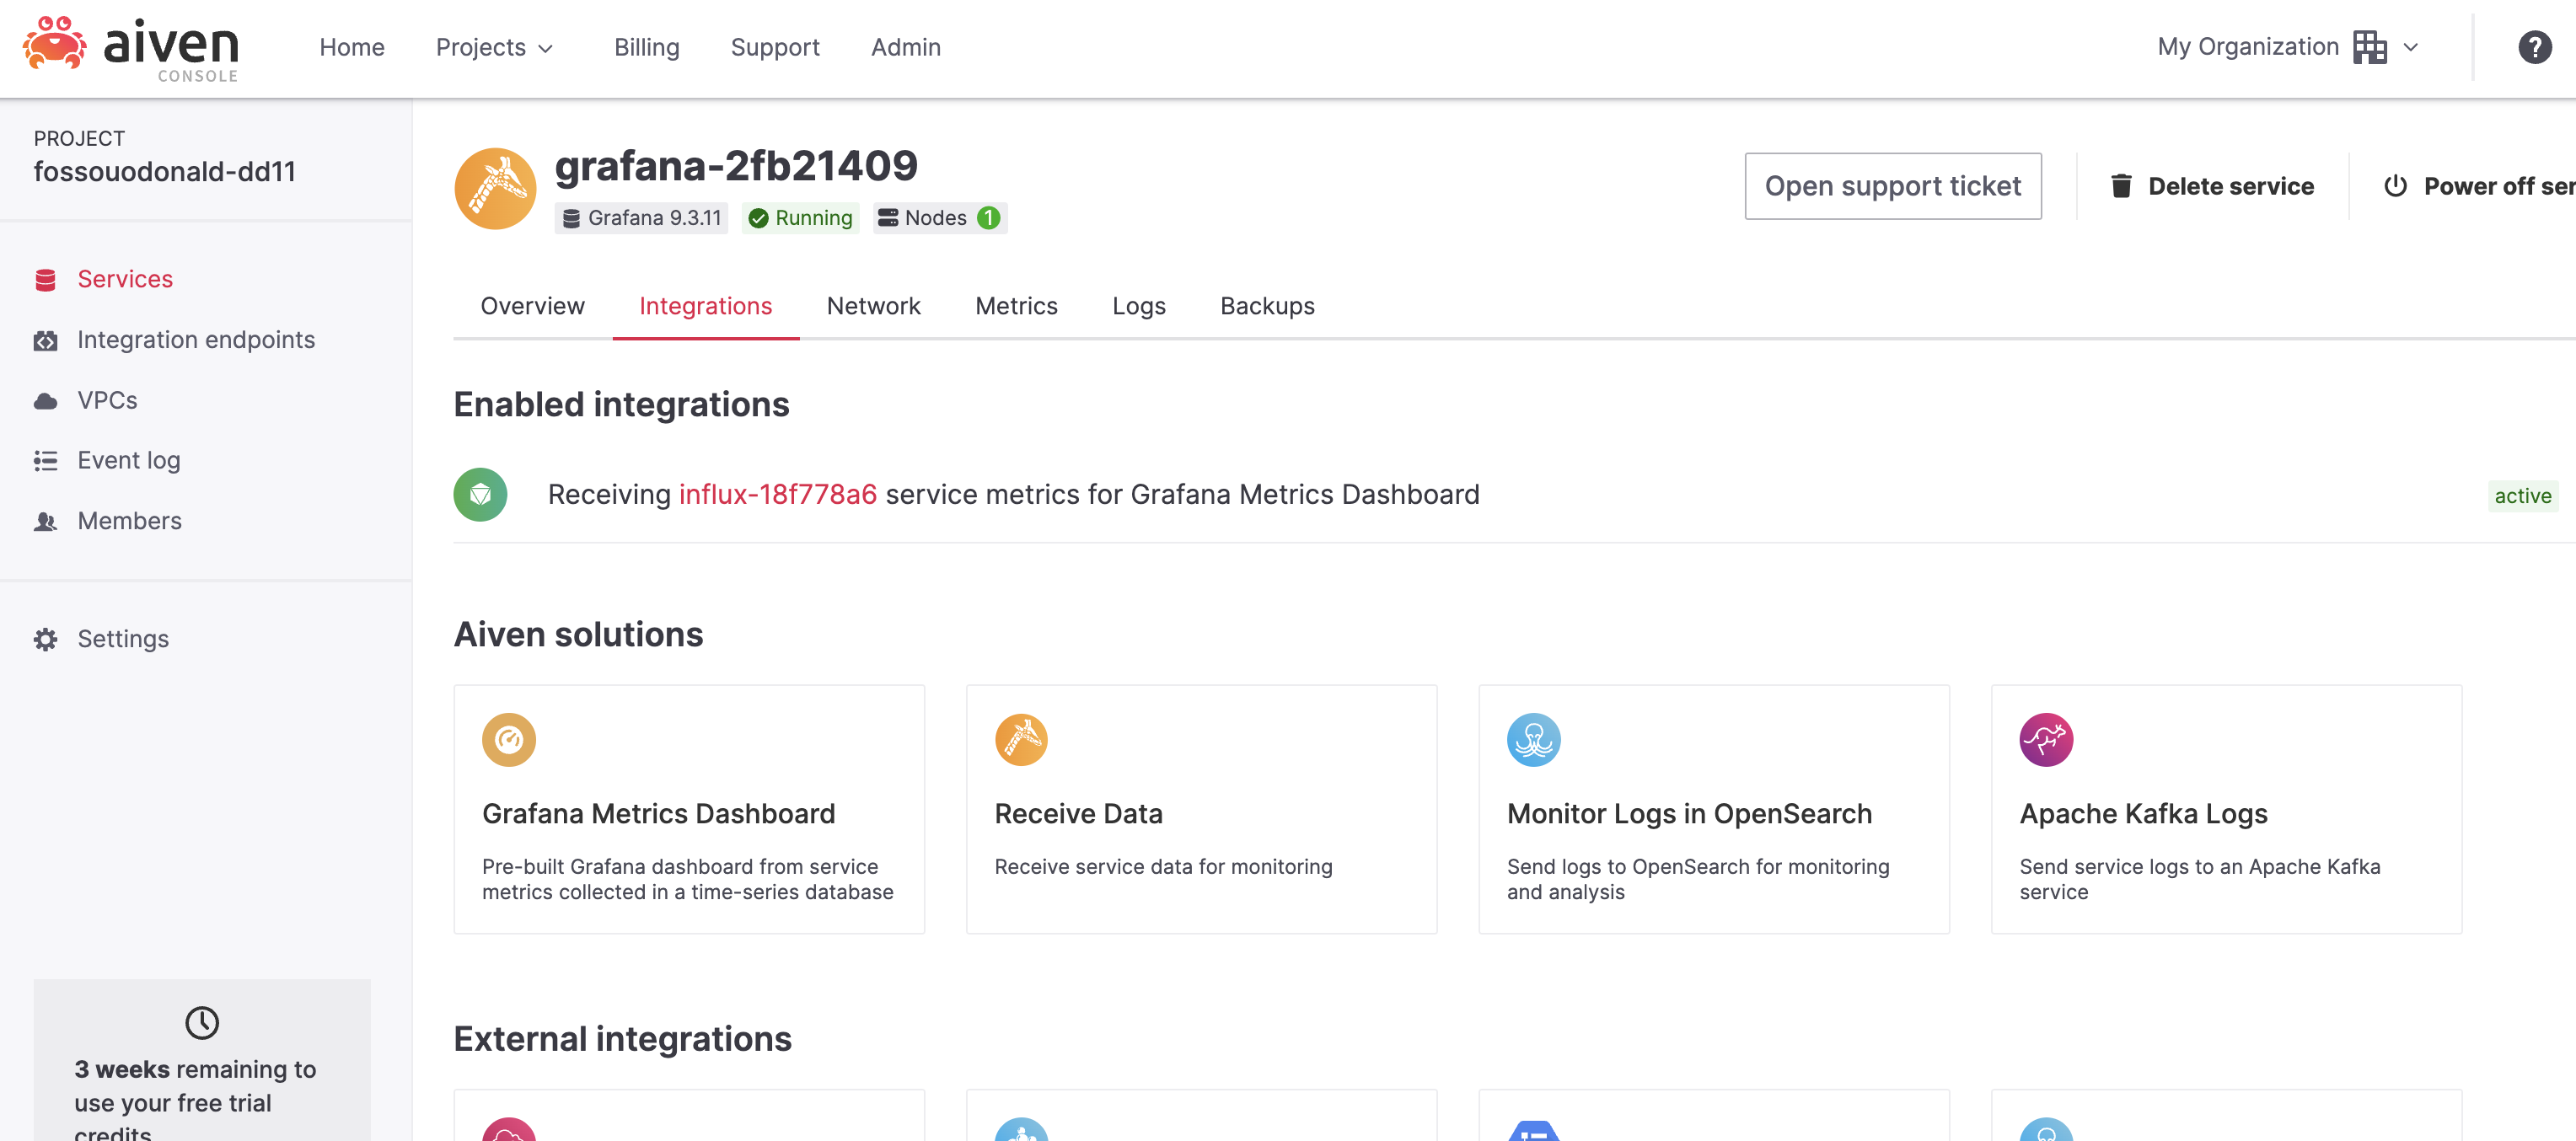 aiven
CONSOLE
Home
Projects
Billing
Support
Admin
My Organization
?
PROJECT
fossouodonald-dd11
Services
Integration endpoints
VPCs
Event log
Members
Settings
3 weeks remaining to
use your free trial
credits
grafana-2fb21409
Grafana 9.3.11
Running
Nodes 1
Open support ticket
Delete service
Power off ser
Overview
Integrations
Network
Metrics
Logs
Backups
Enabled integrations
Receiving influx-18f778a6 service metrics for Grafana Metrics Dashboard
active
Aiven solutions
Grafana Metrics Dashboard
Pre-built Grafana dashboard from service
metrics collected in a time-series database
Receive Data
Receive service data for monitoring
Monitor Logs in OpenSearch
Send logs to OpenSearch for monitoring
and analysis
Apache Kafka Logs
Send service logs to an Apache Kafka
service
External integrations